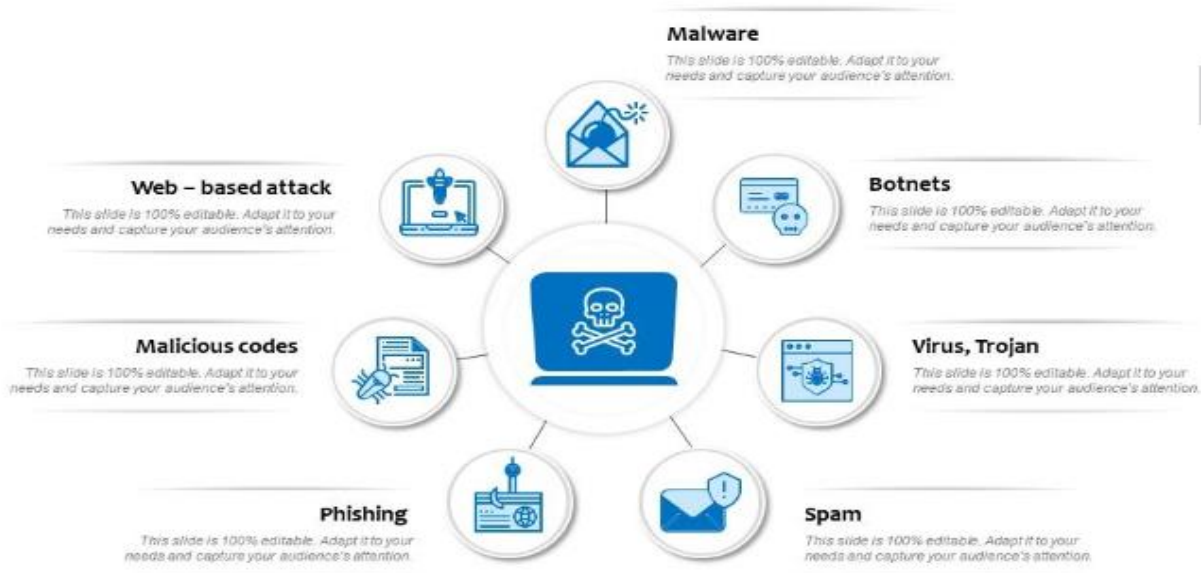 Malware
This slide is 100% editable. Adapt it to your
needs and capture your audience's attention.
Web – based attack
This slide is 100% editable. Adapt it to your
needs and capture your audience's attention.
Botnets
This slide is 100% editable. Adapt it to your
needs and capture your audience's attention.
Malicious codes
This slide is 100% editable. Adapt it to your
needs and capture your audience's attention.
Virus, Trojan
This slide is 100% editable. Adapt it to your
needs and capture your audience's attention.
Phishing
This slide is 100% editable. Adapt it to your
needs and capture your audience's attention.
Spam
This slide is 100% editable. Adapt it to your
needs and capture your audience's attention.